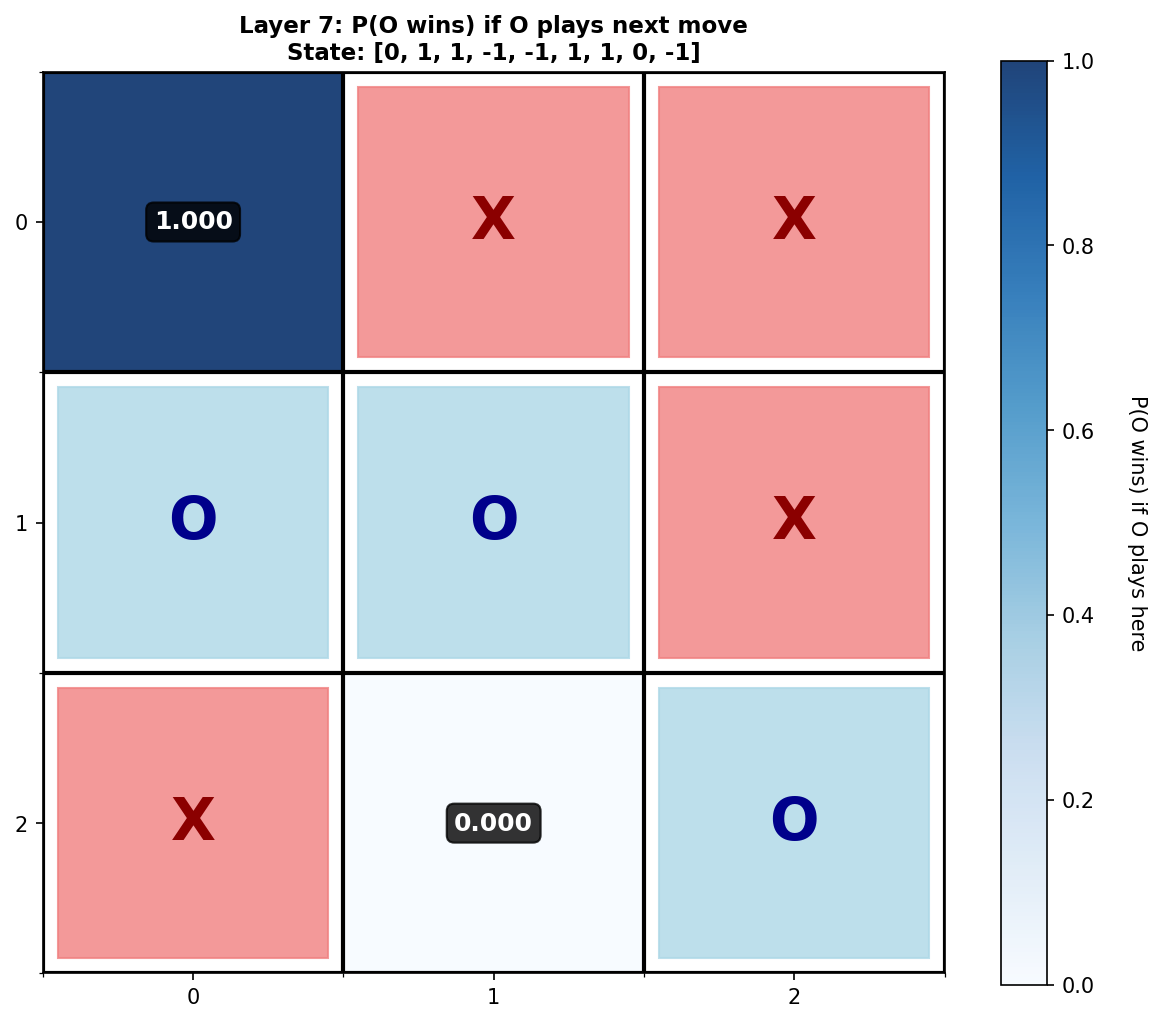 Layer 7: P(O wins) if O plays next move
State: [0, 1, 1, -1, -1, 1, 1, 0, -1]
0
1.000
X
X
1
O
O
X
2
X
0.000
O
0
1
2
1.0
0.8
0.6
0.4
0.2
0.0
P(O wins) if O plays here